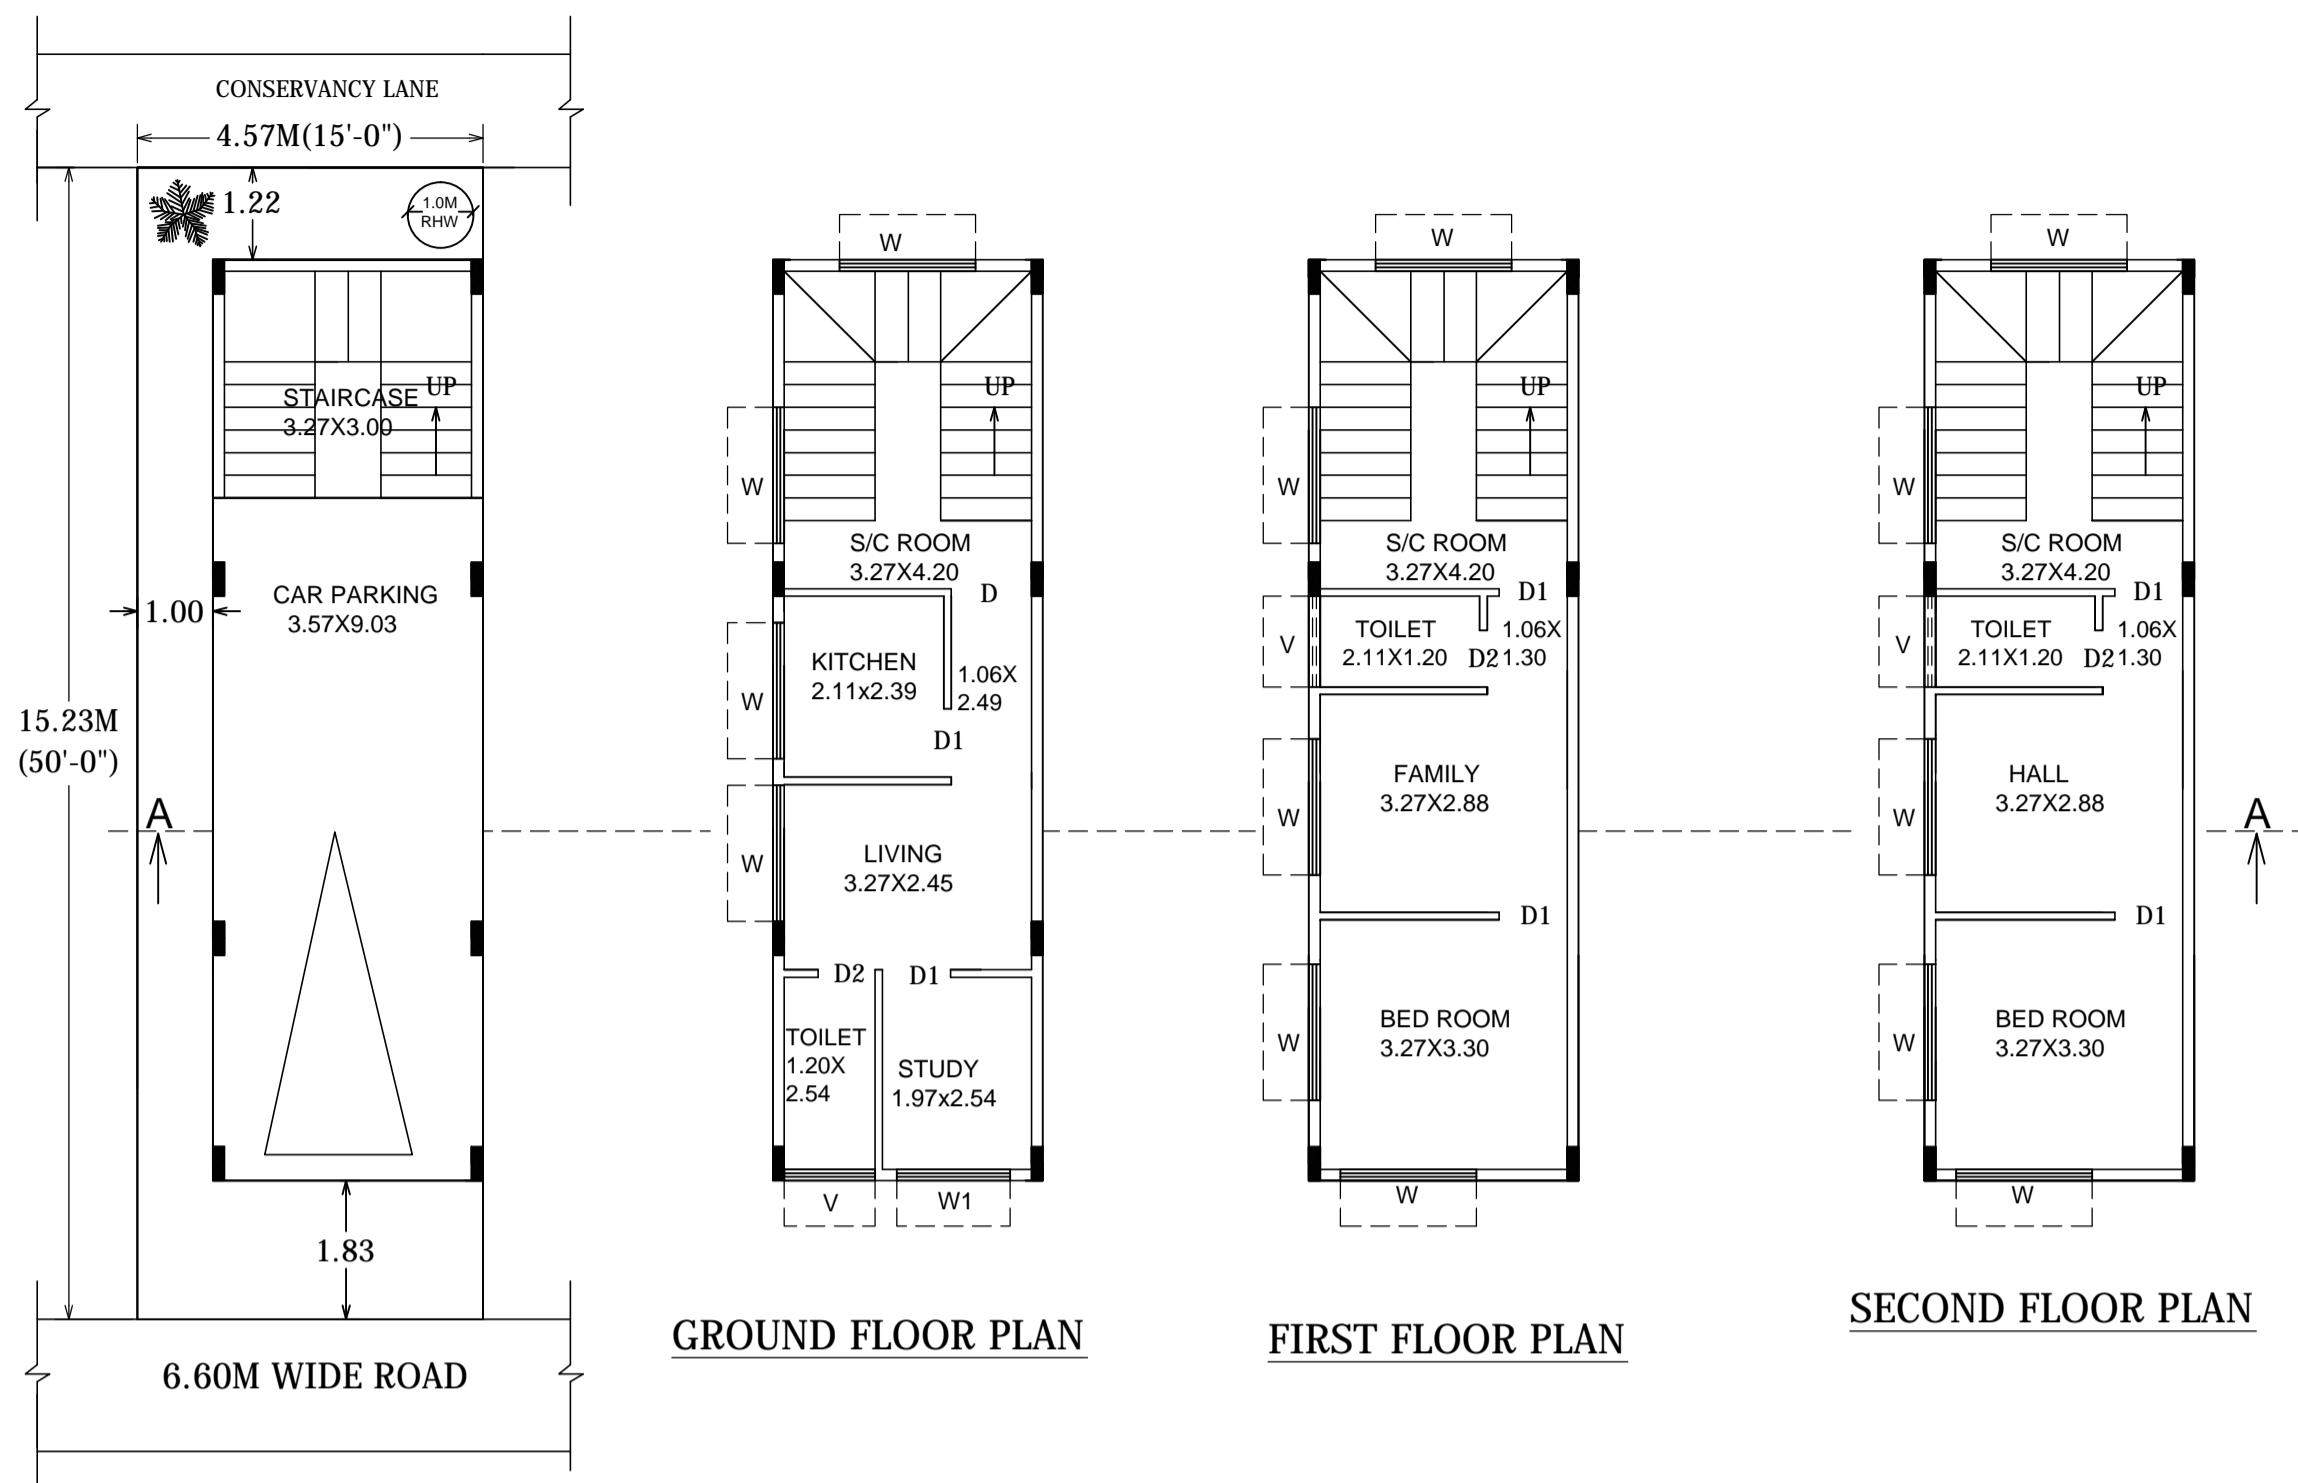 CONSERVANCY LANE
4.57M(15'-0")
1.22
1.0M
RHW
UP
STAIRCASE
3.27X3.00
CAR PARKING
3.57X9.03
1.00
15.23M
(50'-0")
A
1.83
6.60M WIDE ROAD
W
UP
W
S/C ROOM
3.27X4.20
D
KITCHEN
2.11x2.39
1.06X
2.49
W
D1
LIVING
3.27X2.45
W
D2
D1
TOILET
1.20X
2.54
STUDY
1.97x2.54
V
W1
GROUND FLOOR PLAN
W
UP
W
S/C ROOM
3.27X4.20
D1
TOILET
2.11X1.20
D2
1.06X
1.30
V
FAMILY
3.27X2.88
W
D1
BED ROOM
3.27X3.30
W
W
FIRST FLOOR PLAN
W
UP
W
S/C ROOM
3.27X4.20
D1
TOILET
2.11X1.20
D2
1.06X
1.30
V
HALL
3.27X2.88
W
A
D1
BED ROOM
3.27X3.30
W
W
SECOND FLOOR PLAN